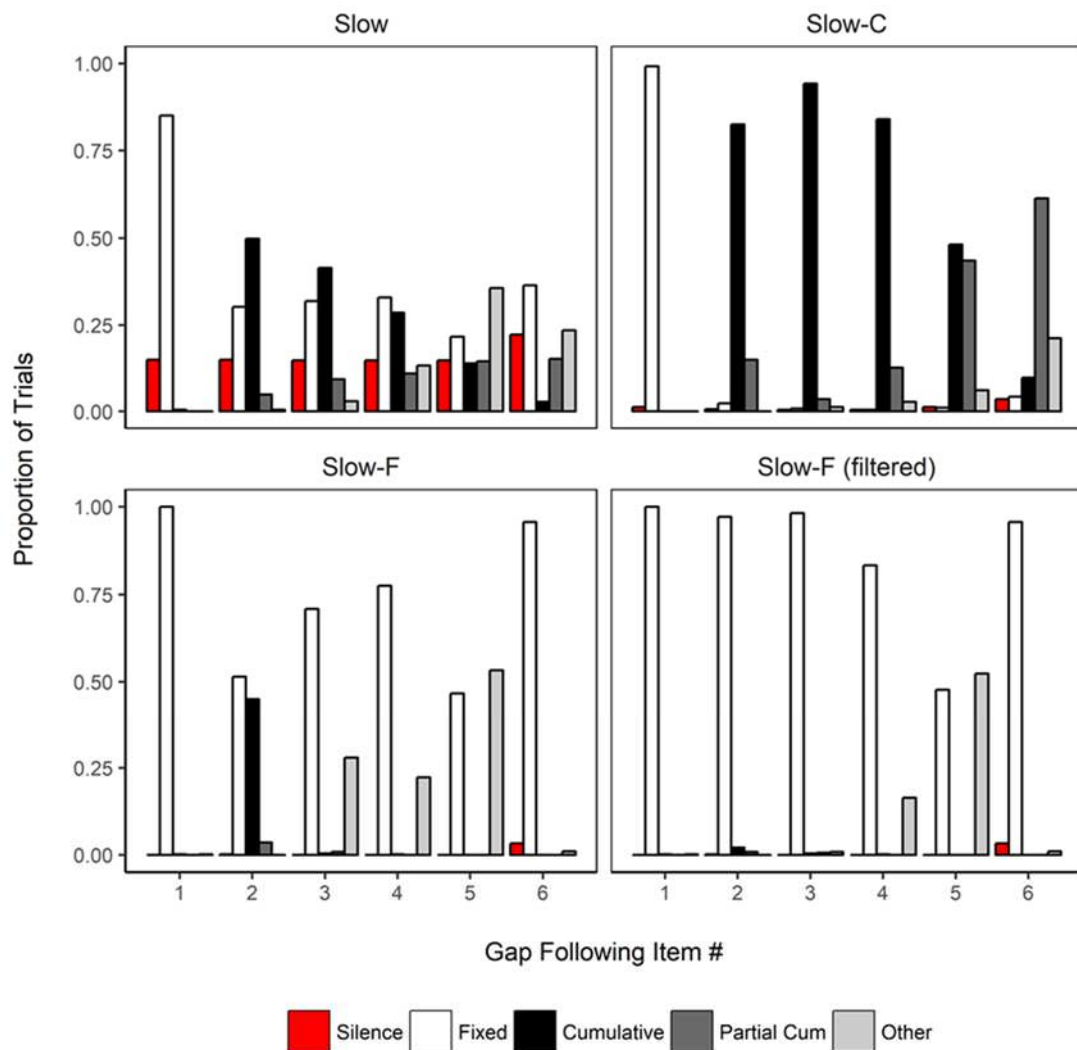 Slow
Slow-C
1.00
0.75
0.50
0.25
0.00
Slow-F
Slow-F (filtered)
1.00
0.75
0.50
0.25
0.00
Proportion of Trials
1 2 3 4 5 6
1 2 3 4 5 6
Gap Following Item #
Silence Fixed Cumulative Partial Cum Other